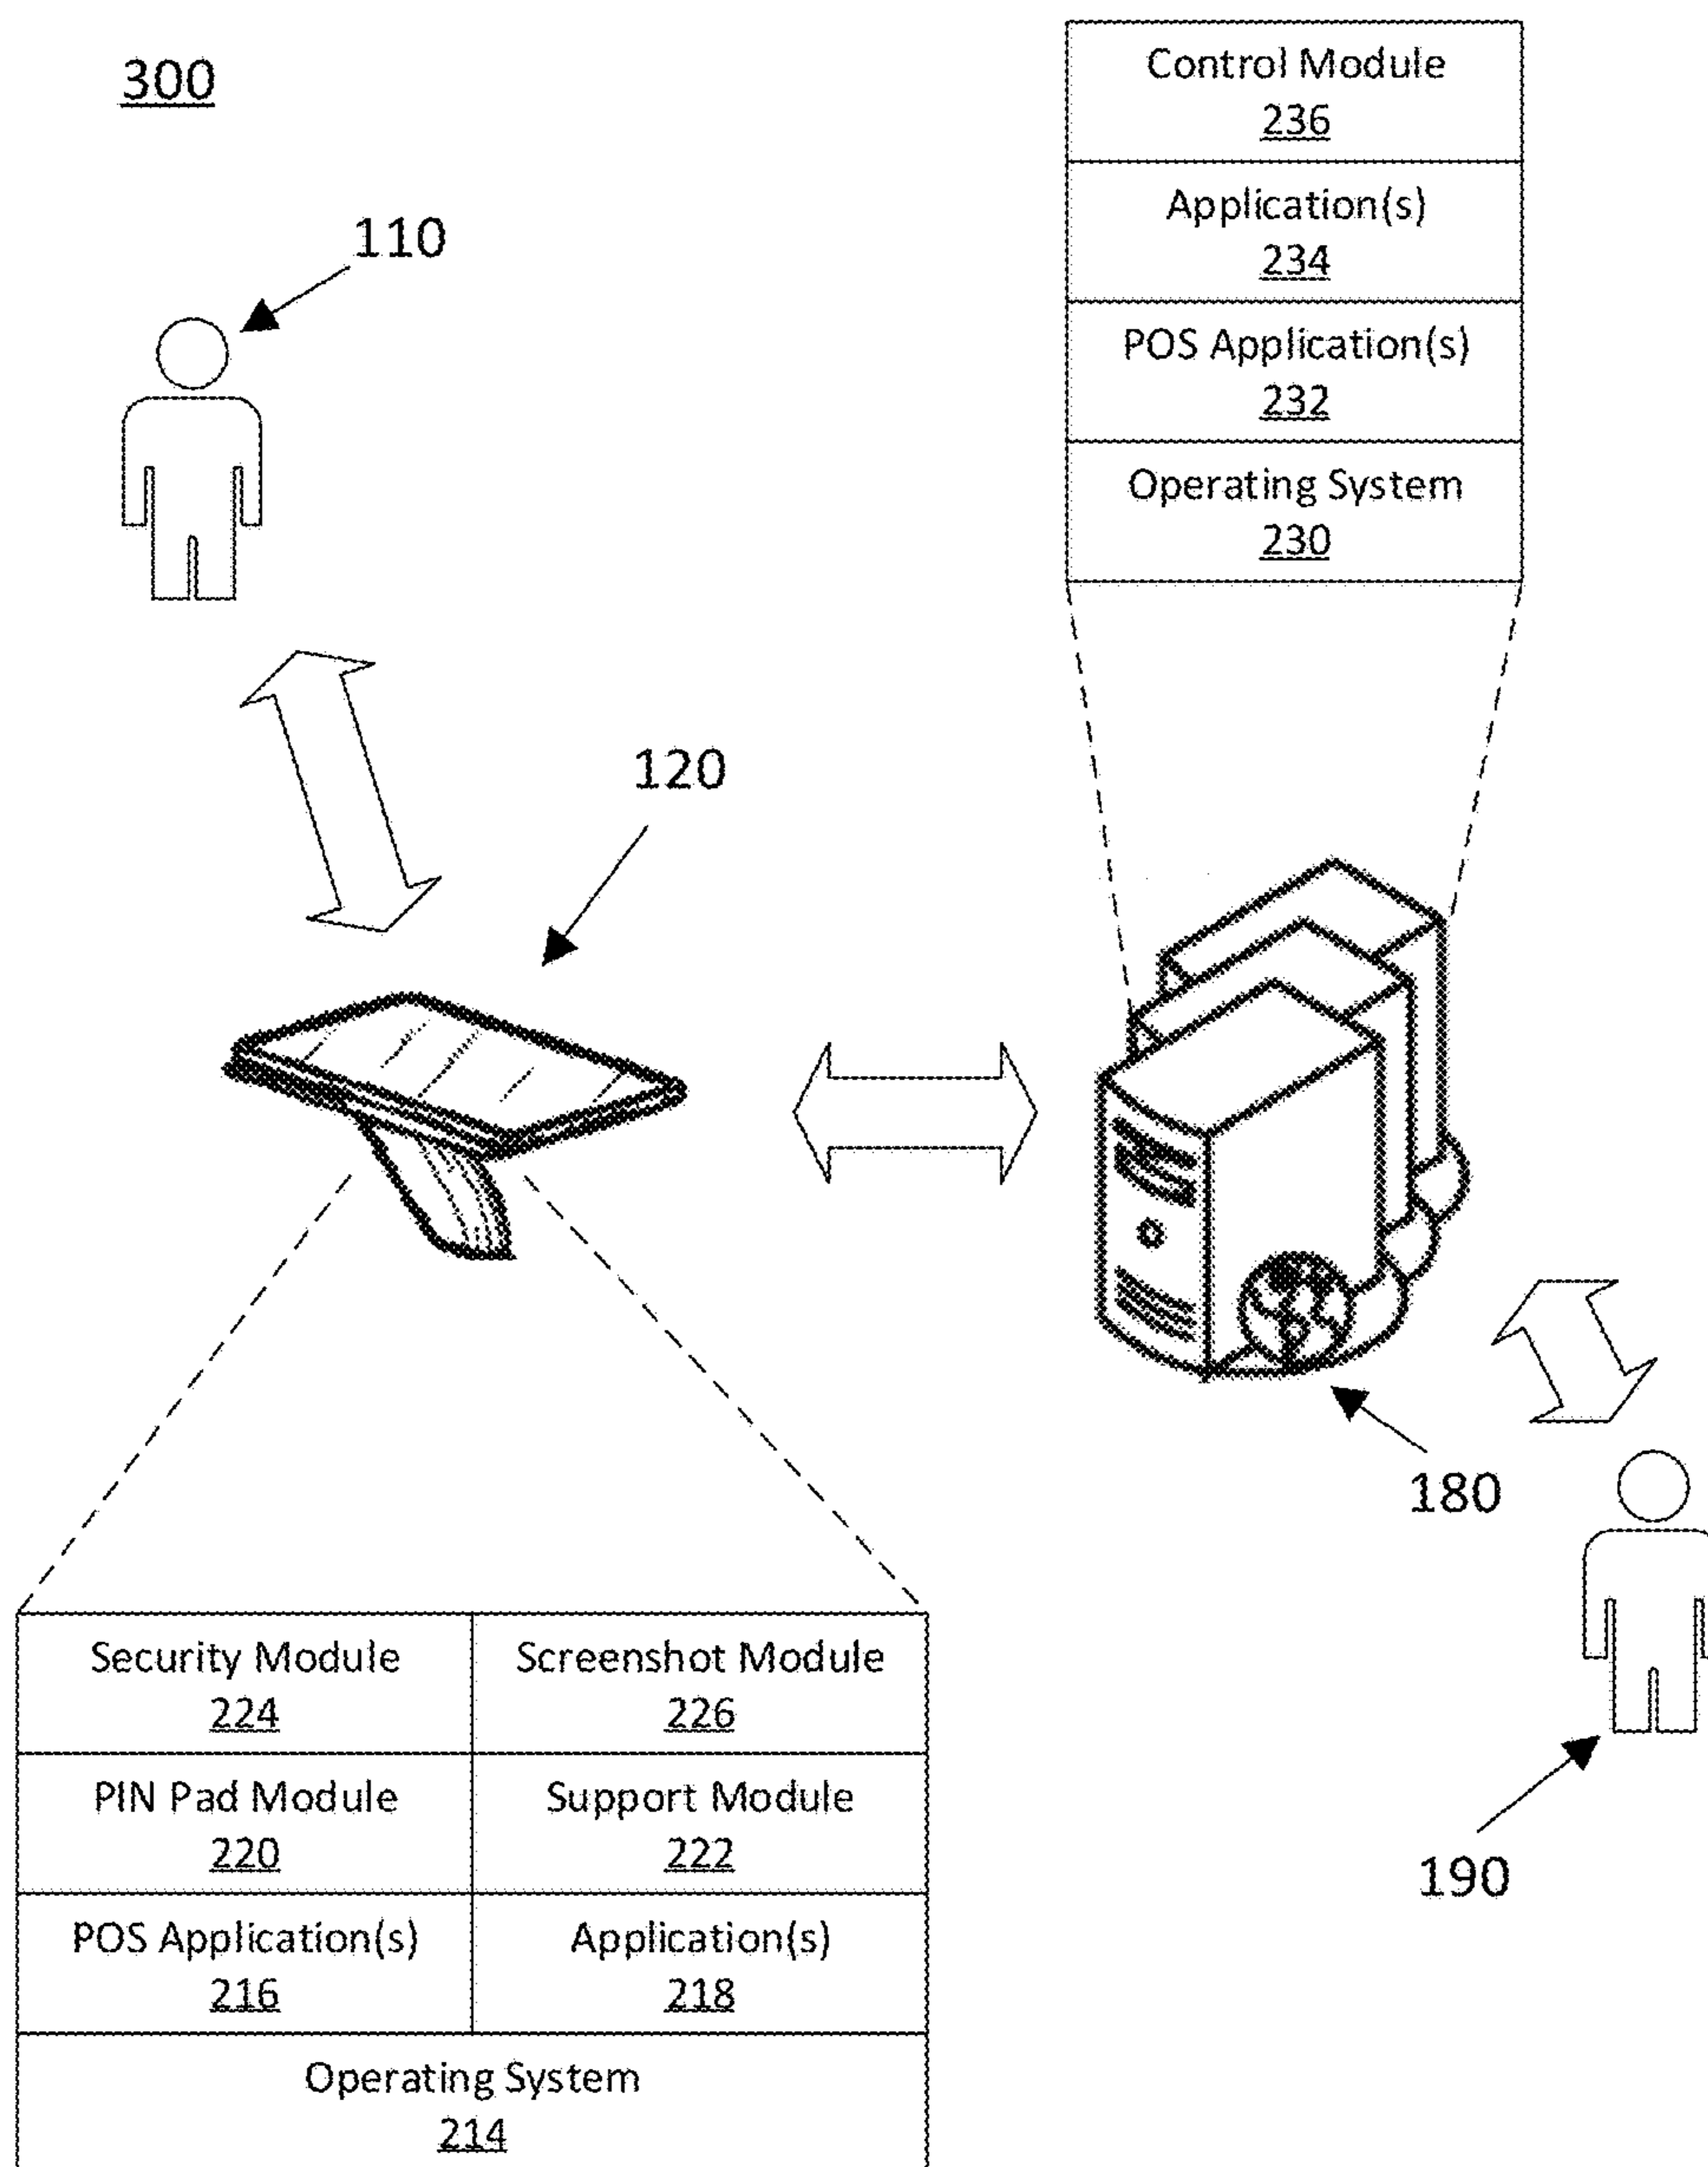 300
Control Module
236
Application(s)
234
POS Application(s)
232
Operating System
230
110
120
180
190
Security Module
224
Screenshot Module
226
PIN Pad Module
220
Support Module
222
POS Application(s)
216
Application(s)
218
Operating System
214